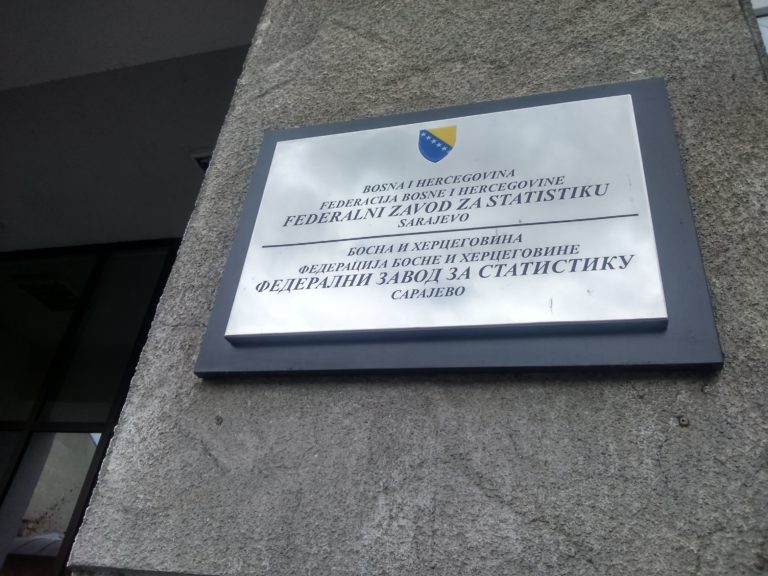 BOSNA I HERCEGOVINA
FEDERACIJA BOSNE I HERCEGOVINE
FEDERALNI ZAVOD ZA STATISTIKU
SARAJEVO
БОСНА И ХЕРЦЕГОВИНА
ФЕДЕРАЦИЈА БОСНЕ И ХЕРЦЕГОВИНЕ
ФЕДЕРАЛНИ ЗАВОД ЗА СТАТИСТИКУ
САРАЈЕВО